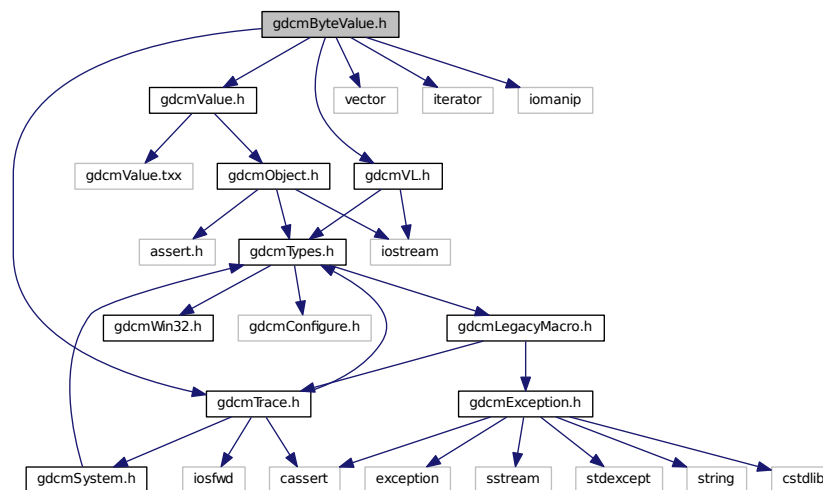 gdcmByteValue.h
gdcmValue.h
vector
iterator
iomanip
gdcmValue.txx
gdcmObject.h
gdcmVL.h
assert.h
gdcmTypes.h
iostream
gdcmWin32.h
gdcmConfigure.h
gdcmLegacyMacro.h
gdcmTrace.h
gdcmException.h
gdcmSystem.h
iosfwd
cassert
exception
sstream
stdexcept
string
cstdlib